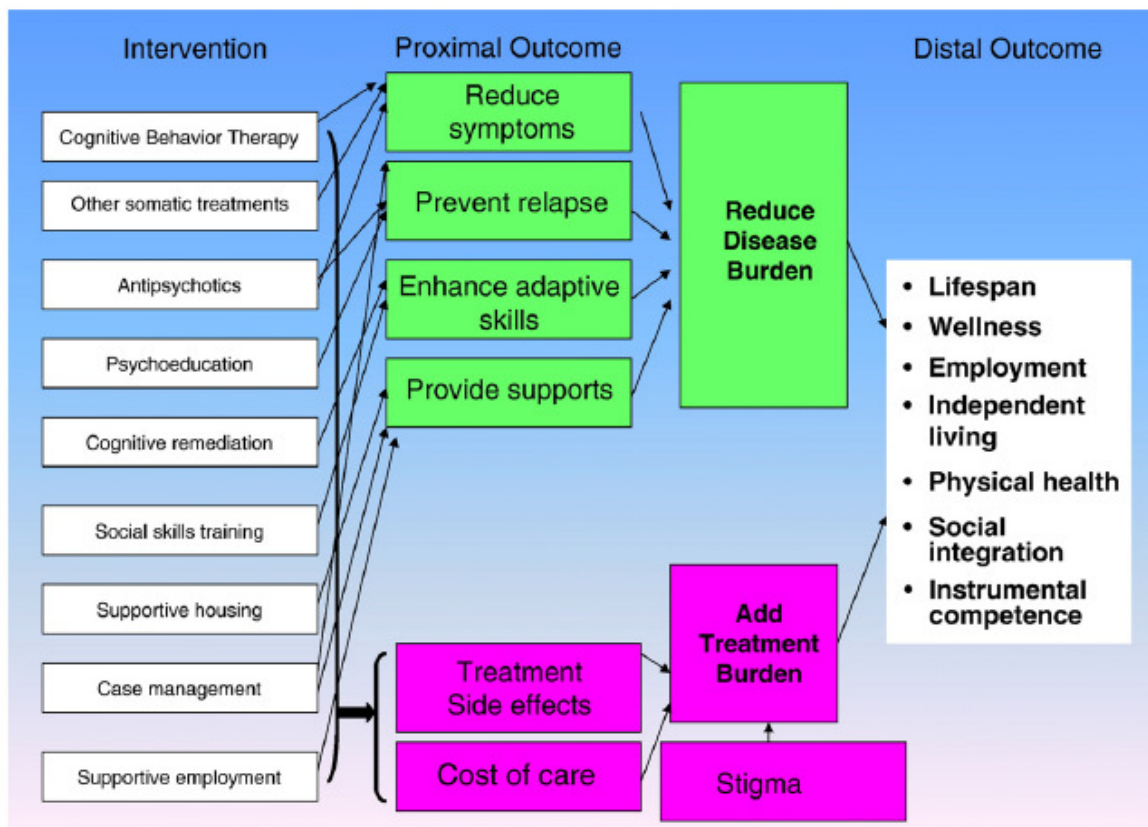 Intervention
Proximal Outcome
Distal Outcome
Cognitive Behavior Therapy
Other somatic treatments
Antipsychotics
Psychoeducation
Cognitive remediation
Social skills training
Supportive housing
Case management
Supportive employment
Reduce
symptoms
Prevent relapse
Enhance adaptive
skills
Provide supports
Treatment
Side effects
Cost of care
Reduce
Disease
Burden
Add
Treatment
Burden
Stigma
• Lifespan
• Wellness
• Employment
• Independent
living
• Physical health
• Social
integration
• Instrumental
competence